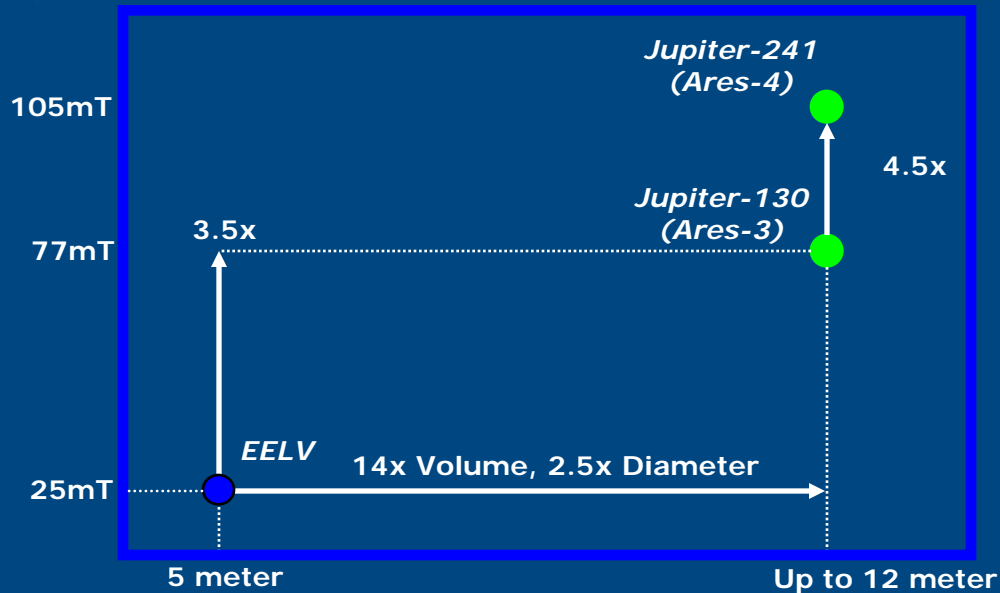 Jupiter-241
(Ares-4)
105mT
4.5x
Jupiter-130
(Ares-3)
3.5x
77mT
EELV
14x Volume, 2.5x Diameter
25mT
5 meter
Up to 12 meter